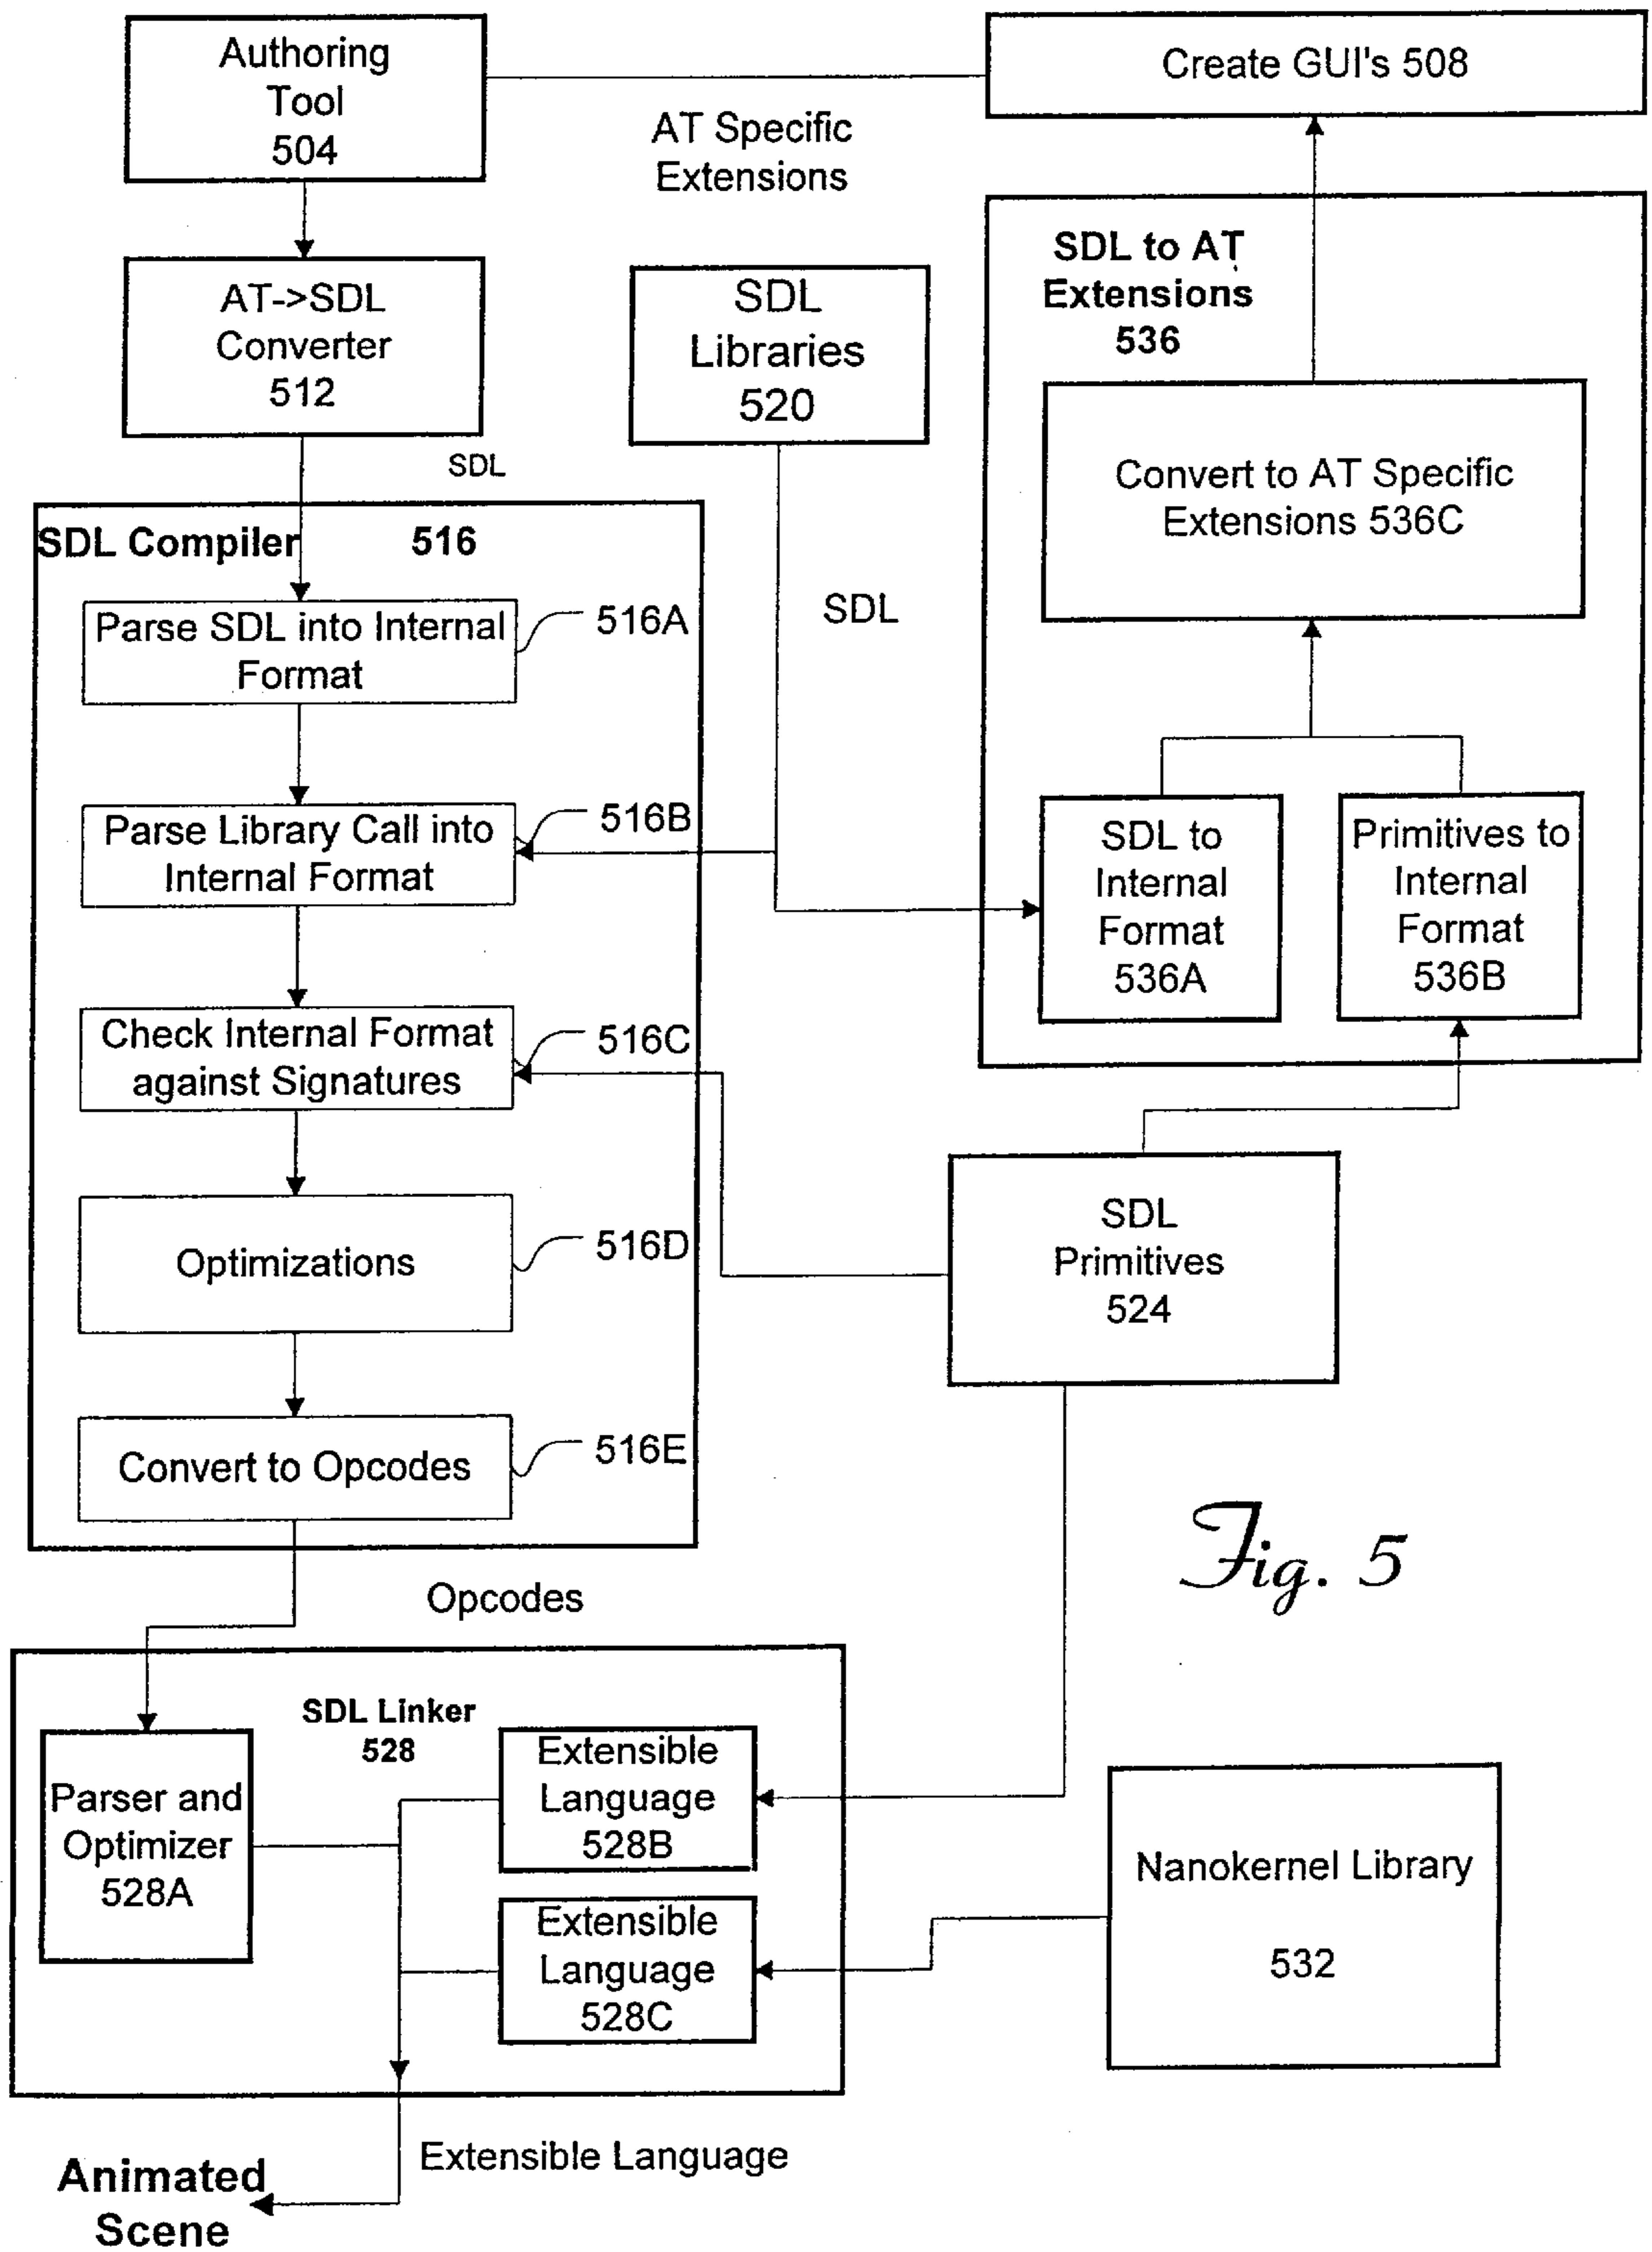 Authoring
Tool
504
Create GUI's 508
AT Specific
Extensions
AT->SDL
Converter
512
SDL
Libraries
520
SDL to AT
Extensions
536
Convert to AT Specific
Extensions 536C
SDL
SDL Compiler 516
Parse SDL into Internal
Format
516A
SDL
Parse Library Call into
Internal Format
516B
SDL to
Internal
Format
536A
Primitives to
Internal
Format
536B
Check Internal Format
against Signatures
516C
Optimizations
516D
SDL
Primitives
524
Convert to Opcodes
516E
Fig. 5
Opcodes
SDL Linker
528
Parser and
Optimizer
528A
Extensible
Language
528B
Extensible
Language
528C
Nanokernel Library
532
Extensible Language
Animated
Scene